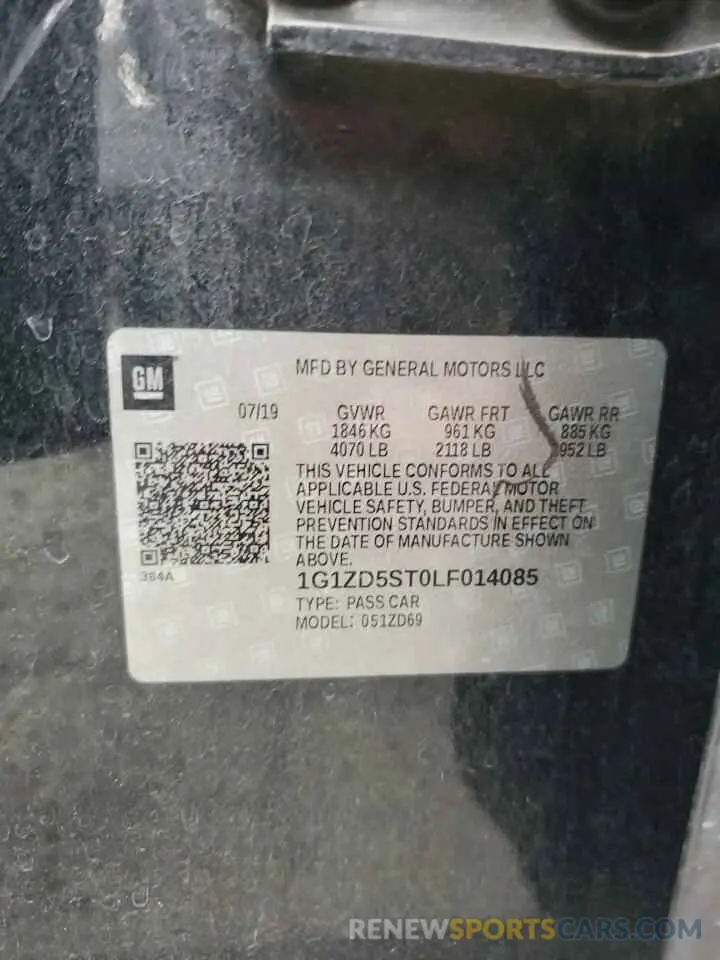 MFD BY GENERAL MOTORS LLC
GM
07/19 GVWR GAWR FRT GAWR RR
1846 KG 961 KG 885 KG
4070 LB 2118 LB 1952 LB
THIS VEHICLE CONFORMS TO ALL
APPLICABLE U.S. FEDERAL MOTOR
VEHICLE SAFETY, BUMPER, AND THEFT
PREVENTION STANDARDS IN EFFECT ON
THE DATE OF MANUFACTURE SHOWN
ABOVE.
384A
1G1ZD5ST0LF014085
TYPE: PASS CAR
MODEL: 051ZD69
RENEWSPORTSCARS.COM